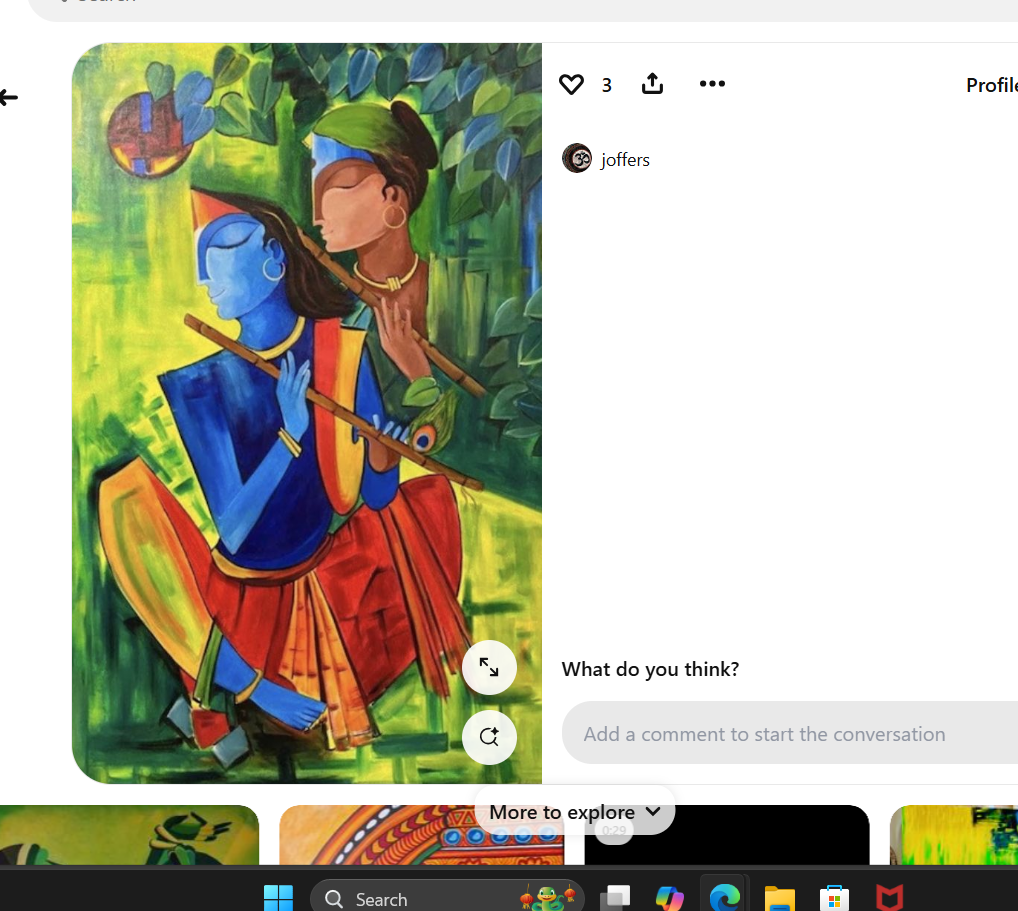 Search
3
Profile
joffers
What do you think?
Add a comment to start the conversation
More to explore
0:29
Search